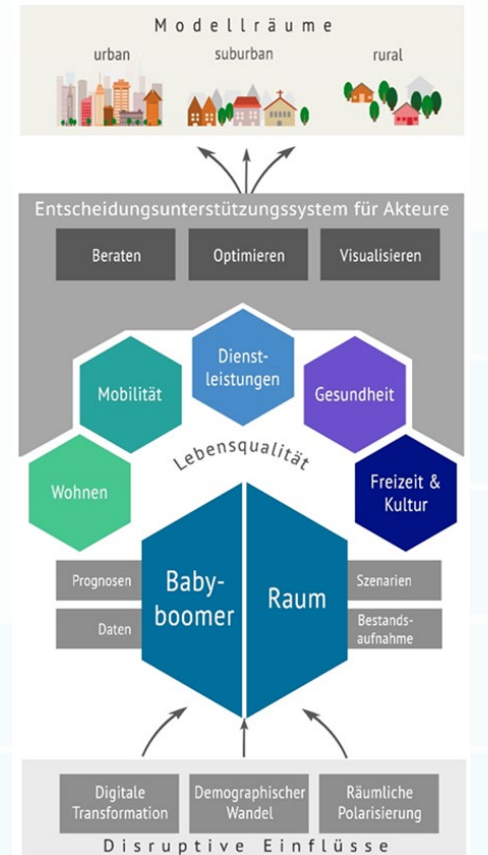 Modellräume
urban
suburban
rural
Entscheidungsunterstützungssystem für Akteure
Beraten
Optimieren
Visualisieren
Dienst-
leistungen
Mobilität
Gesundheit
Lebensqualität
Wohnen
Freizeit &
Kultur
Prognosen
Daten
Baby-
boomer
Raum
Szenarien
Bestands-
aufnahme
Digitale
Transformation
Demographischer
Wandel
Räumliche
Polarisierung
Disruptive Einflüsse